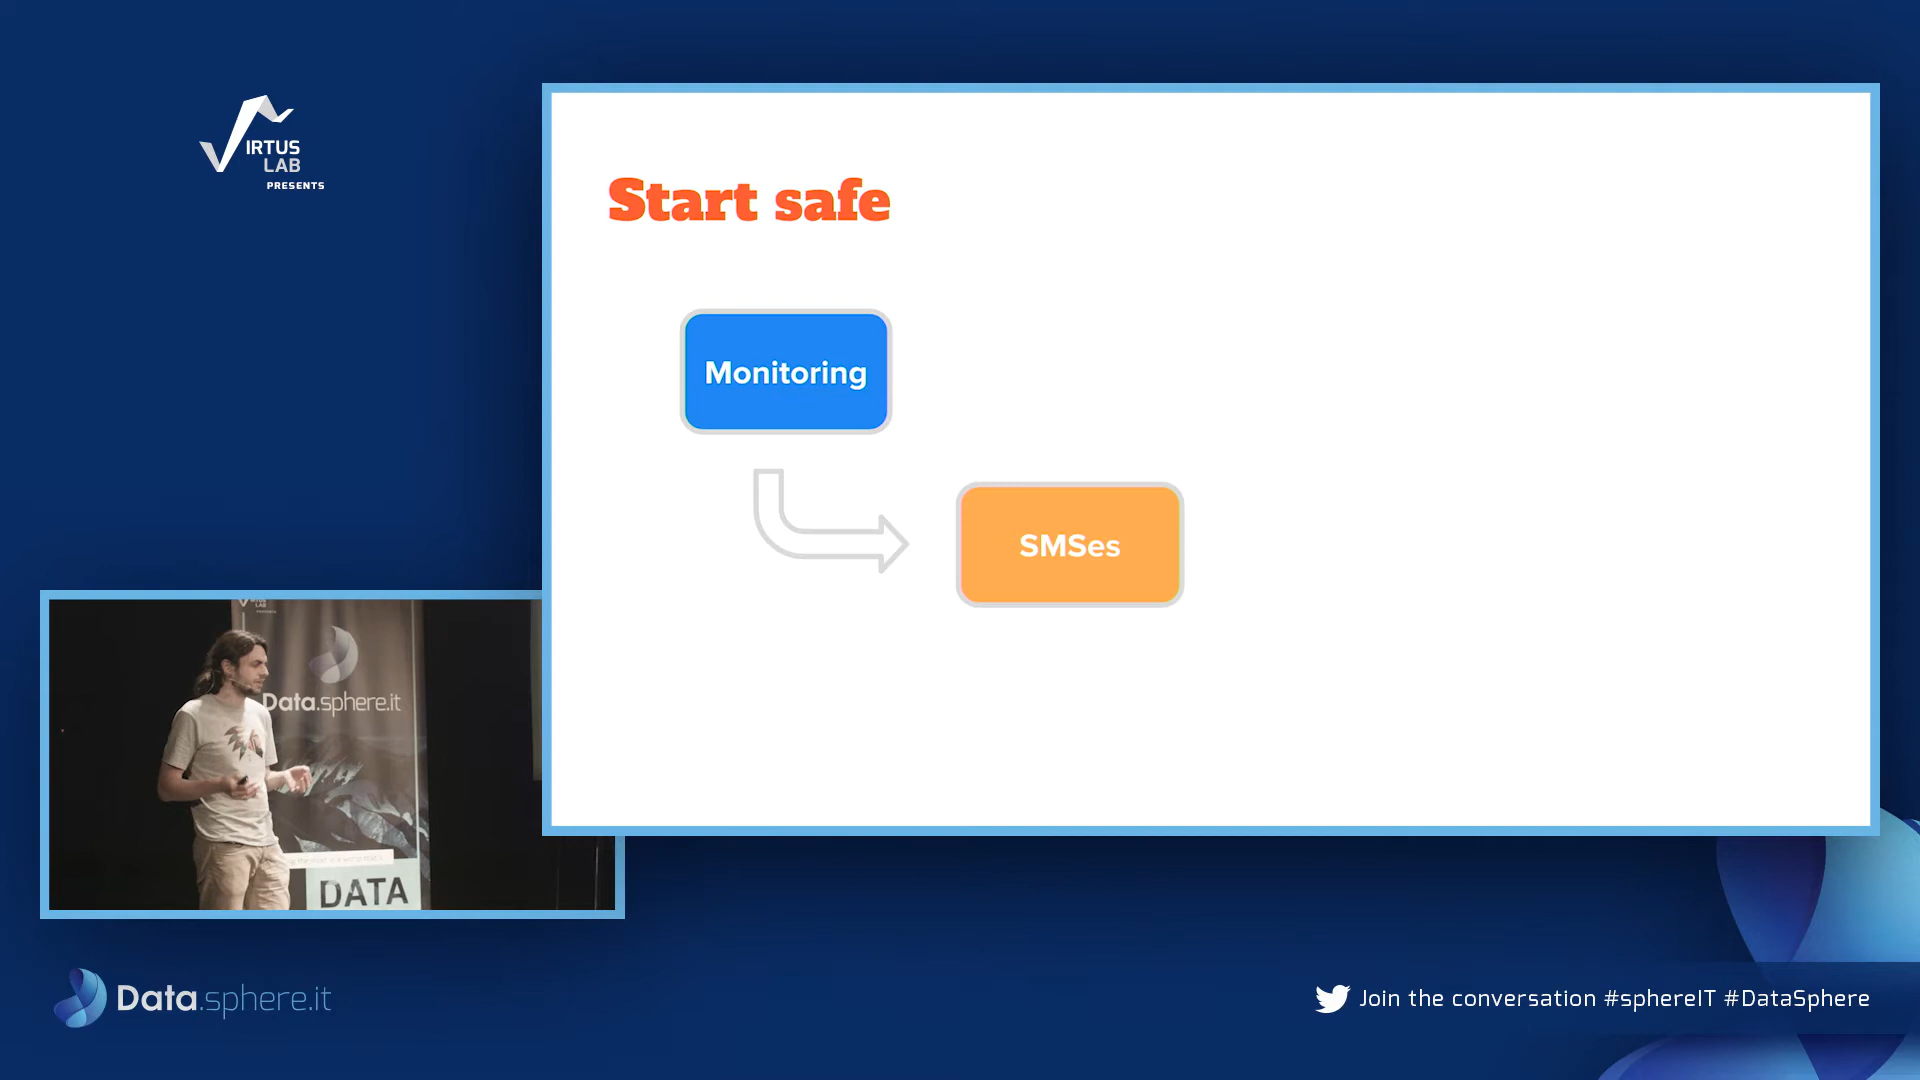 VIRTUS
LAB
PRESENTS
Start safe
Monitoring
SMSes
LAB
Data.sphere.it
DATA
Data.sphere.it
Join the conversation #sphereIT #DataSphere